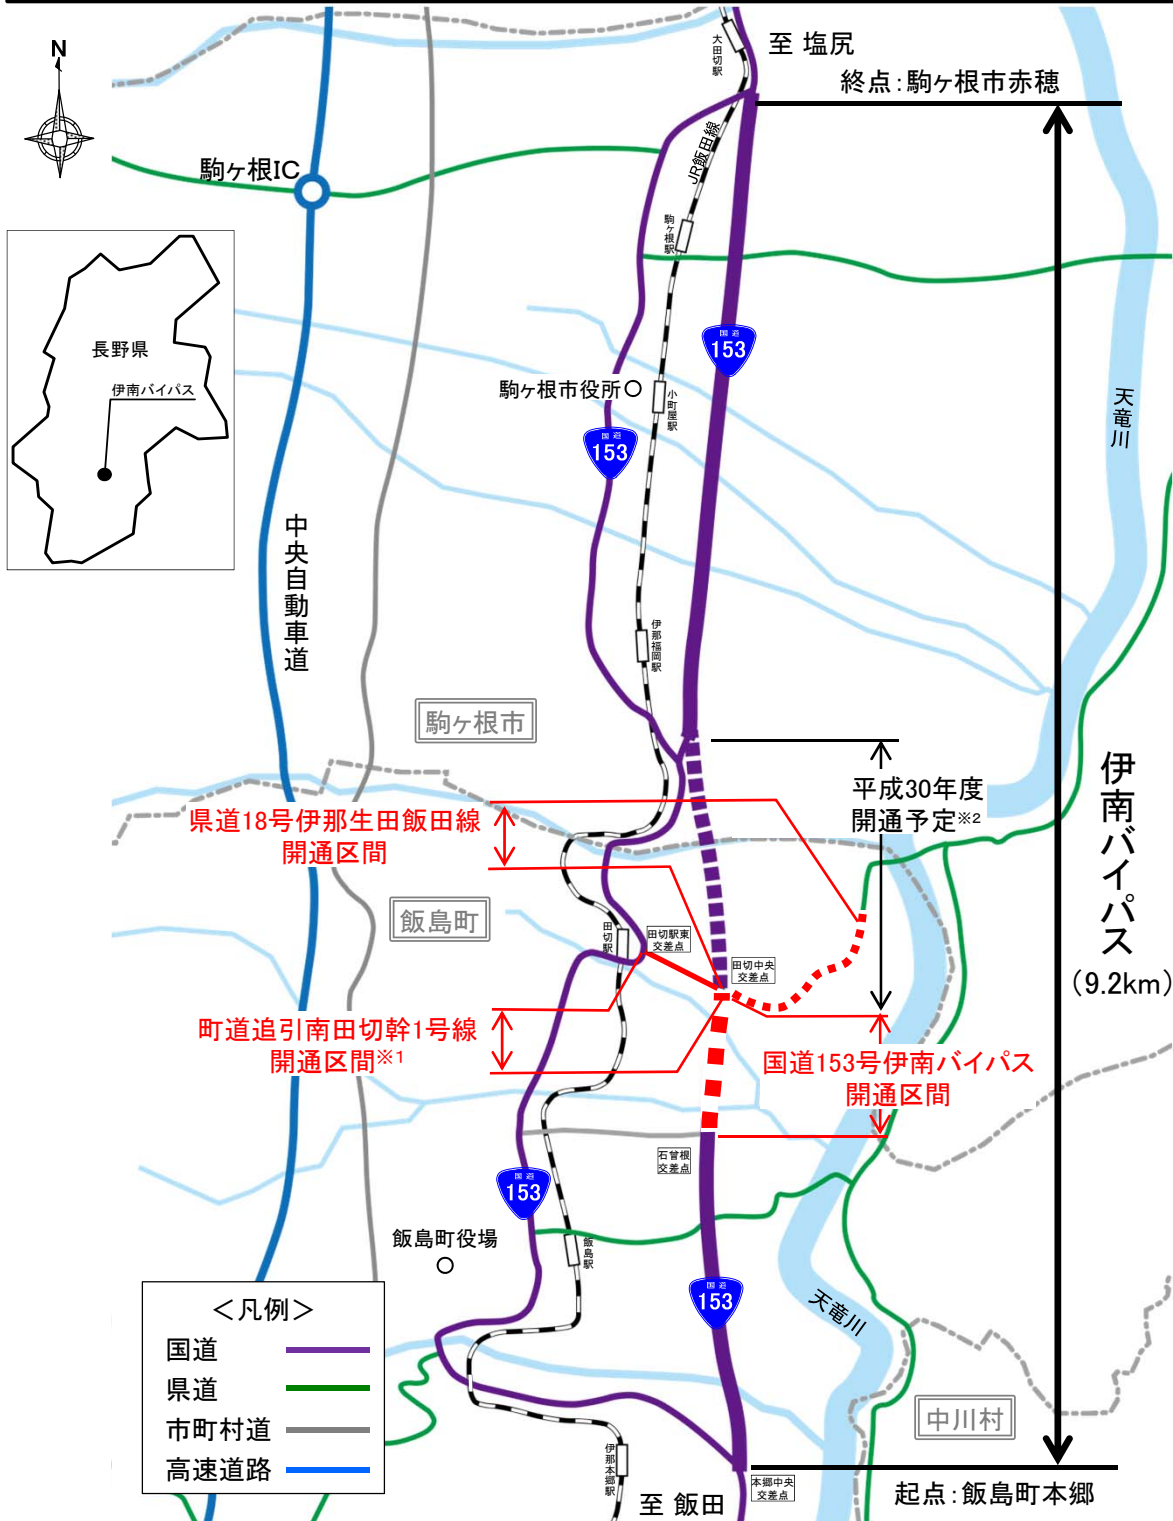 N
大田切駅
至 塩尻
終点:駒ヶ根市赤穂
JR飯田線
駒ヶ根IC
駒ヶ根駅
長野県
伊南バイパス
国道
153
駒ヶ根市役所
小町屋駅
国道
153
天竜川
中央自動車道
伊那福岡駅
駒ヶ根市
平成30年度
開通予定※2
伊南バイパス
(9.2km)
県道18号伊那生田飯田線
開通区間
飯島町
田切駅
田切駅東
交差点
田切中央
交差点
町道追引南田切幹1号線
開通区間※1
国道153号伊南バイパス
開通区間
石曽根
交差点
国道
153
飯島町役場
飯島駅
国道
153
天竜川
<凡例>
国道
県道
市町村道
高速道路
中川村
伊那本郷駅
本郷中央
交差点
至 飯田
起点:飯島町本郷